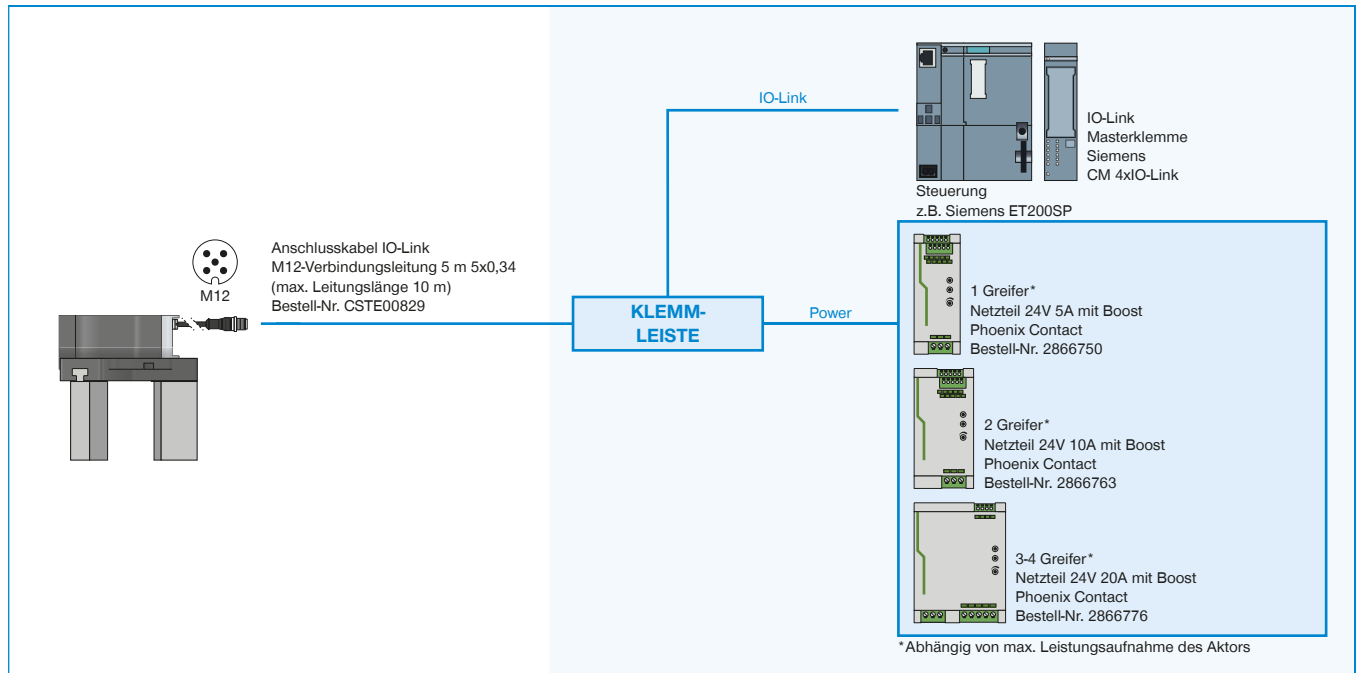 IO-Link
IO-Link
Masterklemme
Siemens
CM 4xIO-Link
Steuerung
z.B. Siemens ET200SP
M12
Anschlusskabel IO-Link
M12-Verbindungsleitung 5 m 5x0,34
(max. Leitungslänge 10 m)
Bestell-Nr. CSTE00829
KLEMM-
LEISTE
Power
1 Greifer*
Netzteil 24V 5A mit Boost
Phoenix Contact
Bestell-Nr. 2866750
2 Greifer*
Netzteil 24V 10A mit Boost
Phoenix Contact
Bestell-Nr. 2866763
3-4 Greifer*
Netzteil 24V 20A mit Boost
Phoenix Contact
Bestell-Nr. 2866776
*Abhängig von max. Leistungsaufnahme des Aktors